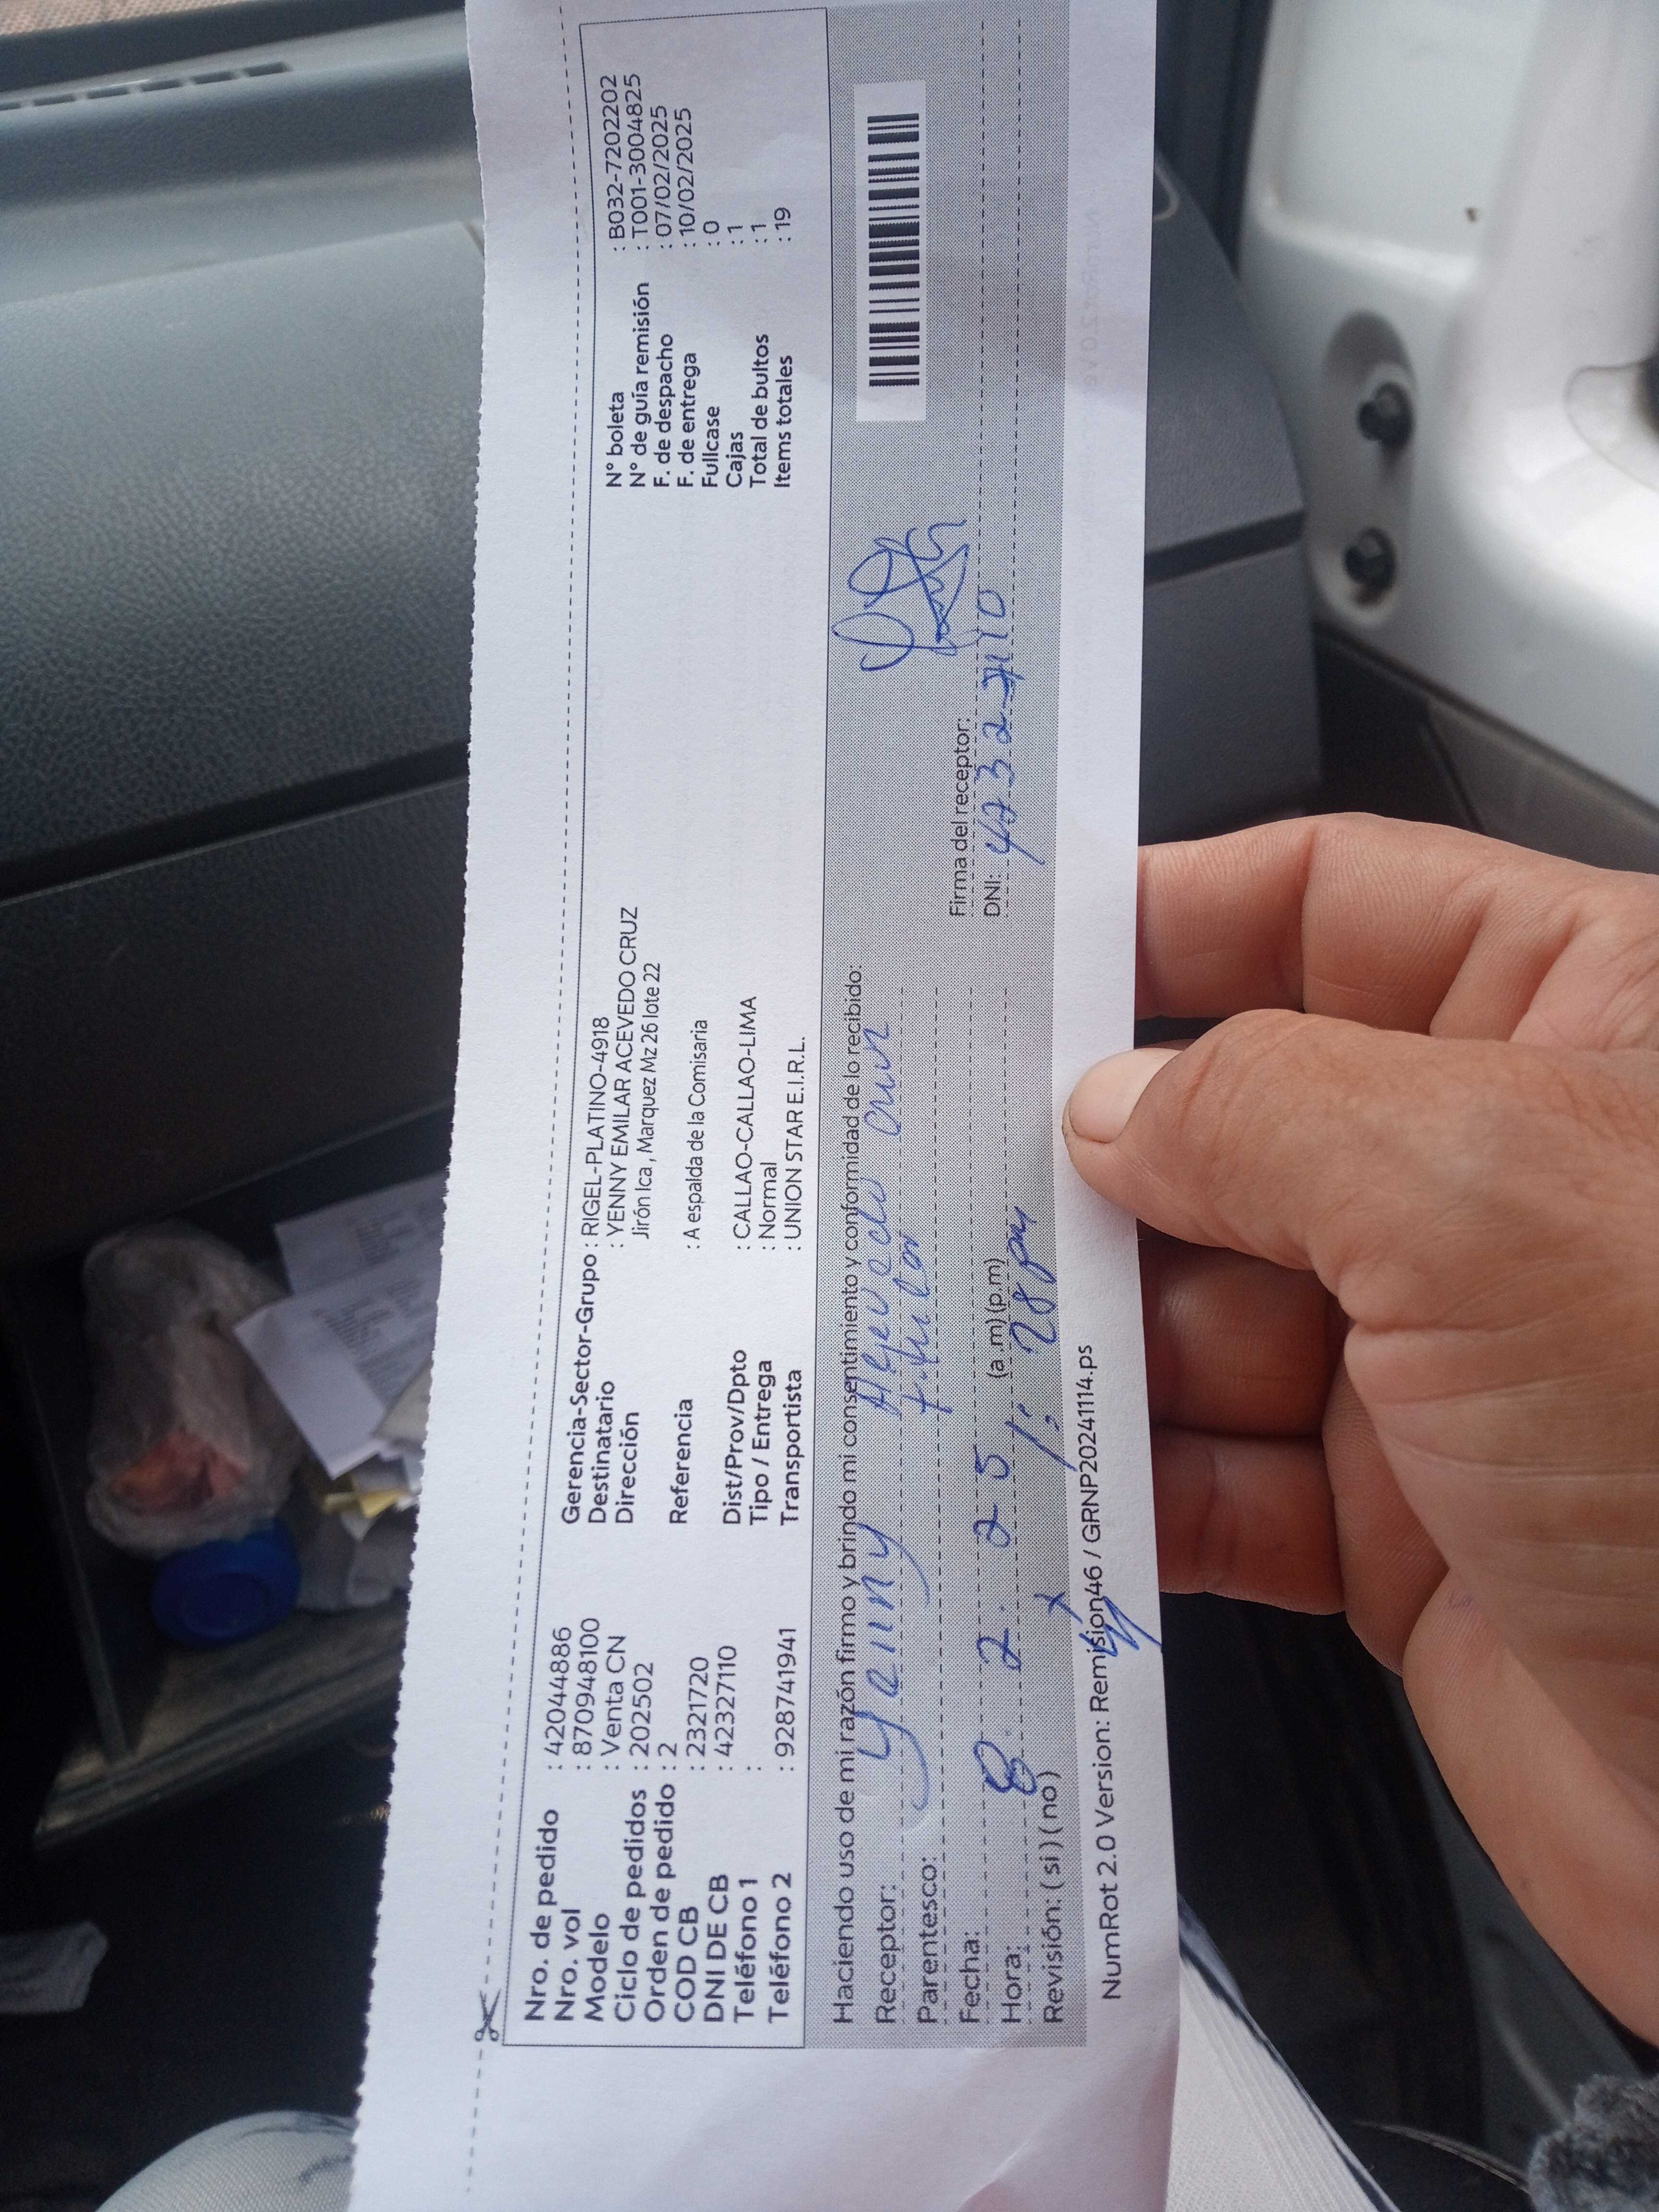 Nro. de pedido : 42044886
Nro. vol : 8709948100
Modelo : Venta CN
Ciclo de pedidos : 202502
Orden de pedido : 2
COD CB : 2321720
DNI DE CB : 42327110
Teléfono 1 :
Teléfono 2 : 928741941
Gerencia-Sector-Grupo : RIGEL-PLATINO-4918
Destinatario : YENNY EMILAR ACEVEDO CRUZ
Dirección Jirón Ica , Marquez Mz 26 lote 22
Referencia : A espalda de la Comisaria
Dist/Prov/Dpto : CALLAO-CALLAO-LIMA
Tipo / Entrega : Normal
Transportista : UNION STAR E.I.R.L.
N° boleta : B032-7202202
N° de guía remisión : T001-3004825
F. de despacho : 07/02/2025
F. de entrega : 10/02/2025
Fullcase : 0
Cajas : 1
Total de bultos : 1
Items totales : 19
Haciendo uso de mi razón firmo y brindo mi consentimiento y conformidad de lo recibido:
Receptor: Acevedo
Parentesco: titular
Fecha: 8 2 25
Hora: 1:28 pm (a .m) (p.m)
Revisión: ( si ) ( no )
Firma del receptor:
DNI: 42327110
NumRot 2.0 Version: Remision46 / GRNP20241114.ps